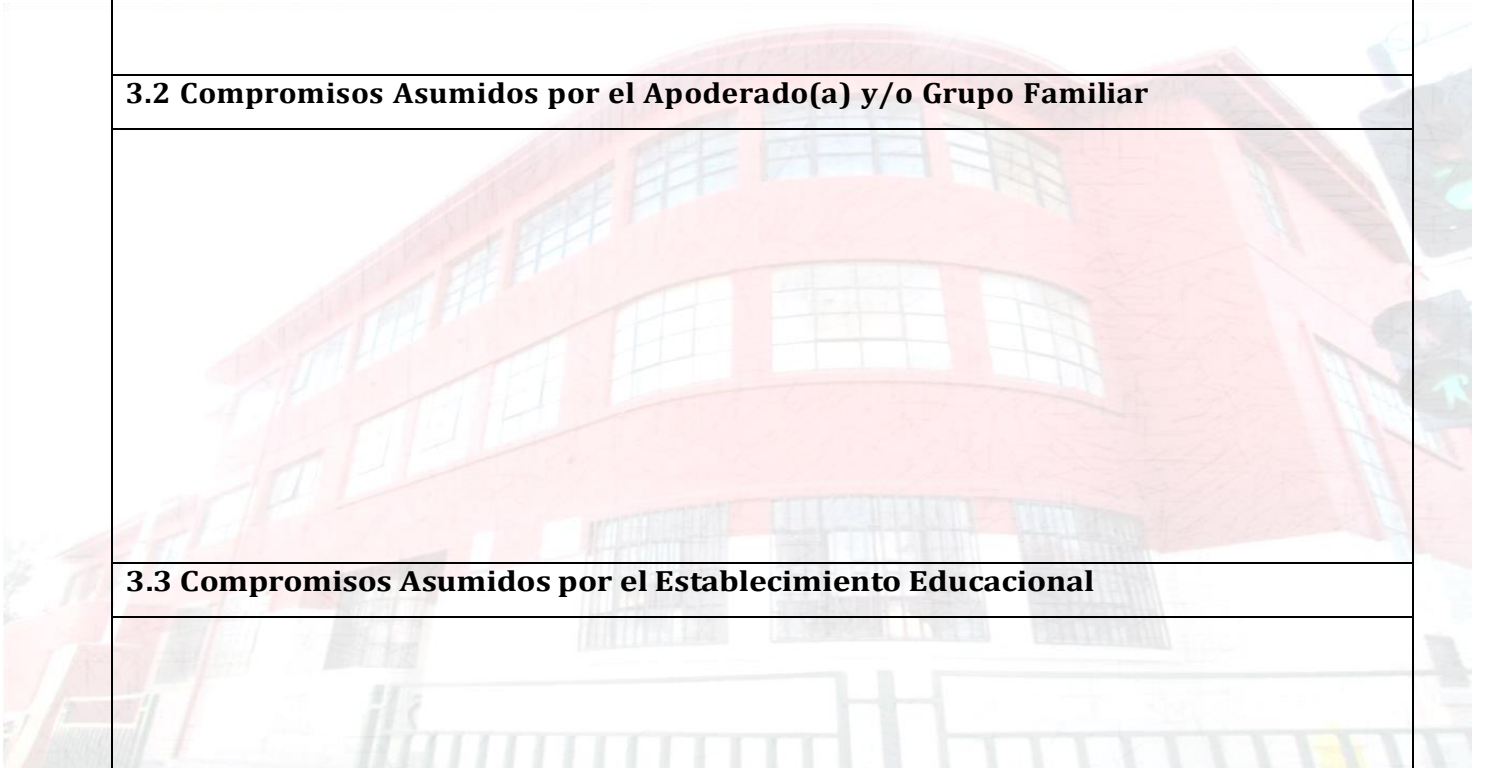 3.2 Compromisos Asumidos por el Apoderado(a) y/o Grupo Familiar
3.3 Compromisos Asumidos por el Establecimiento Educacional